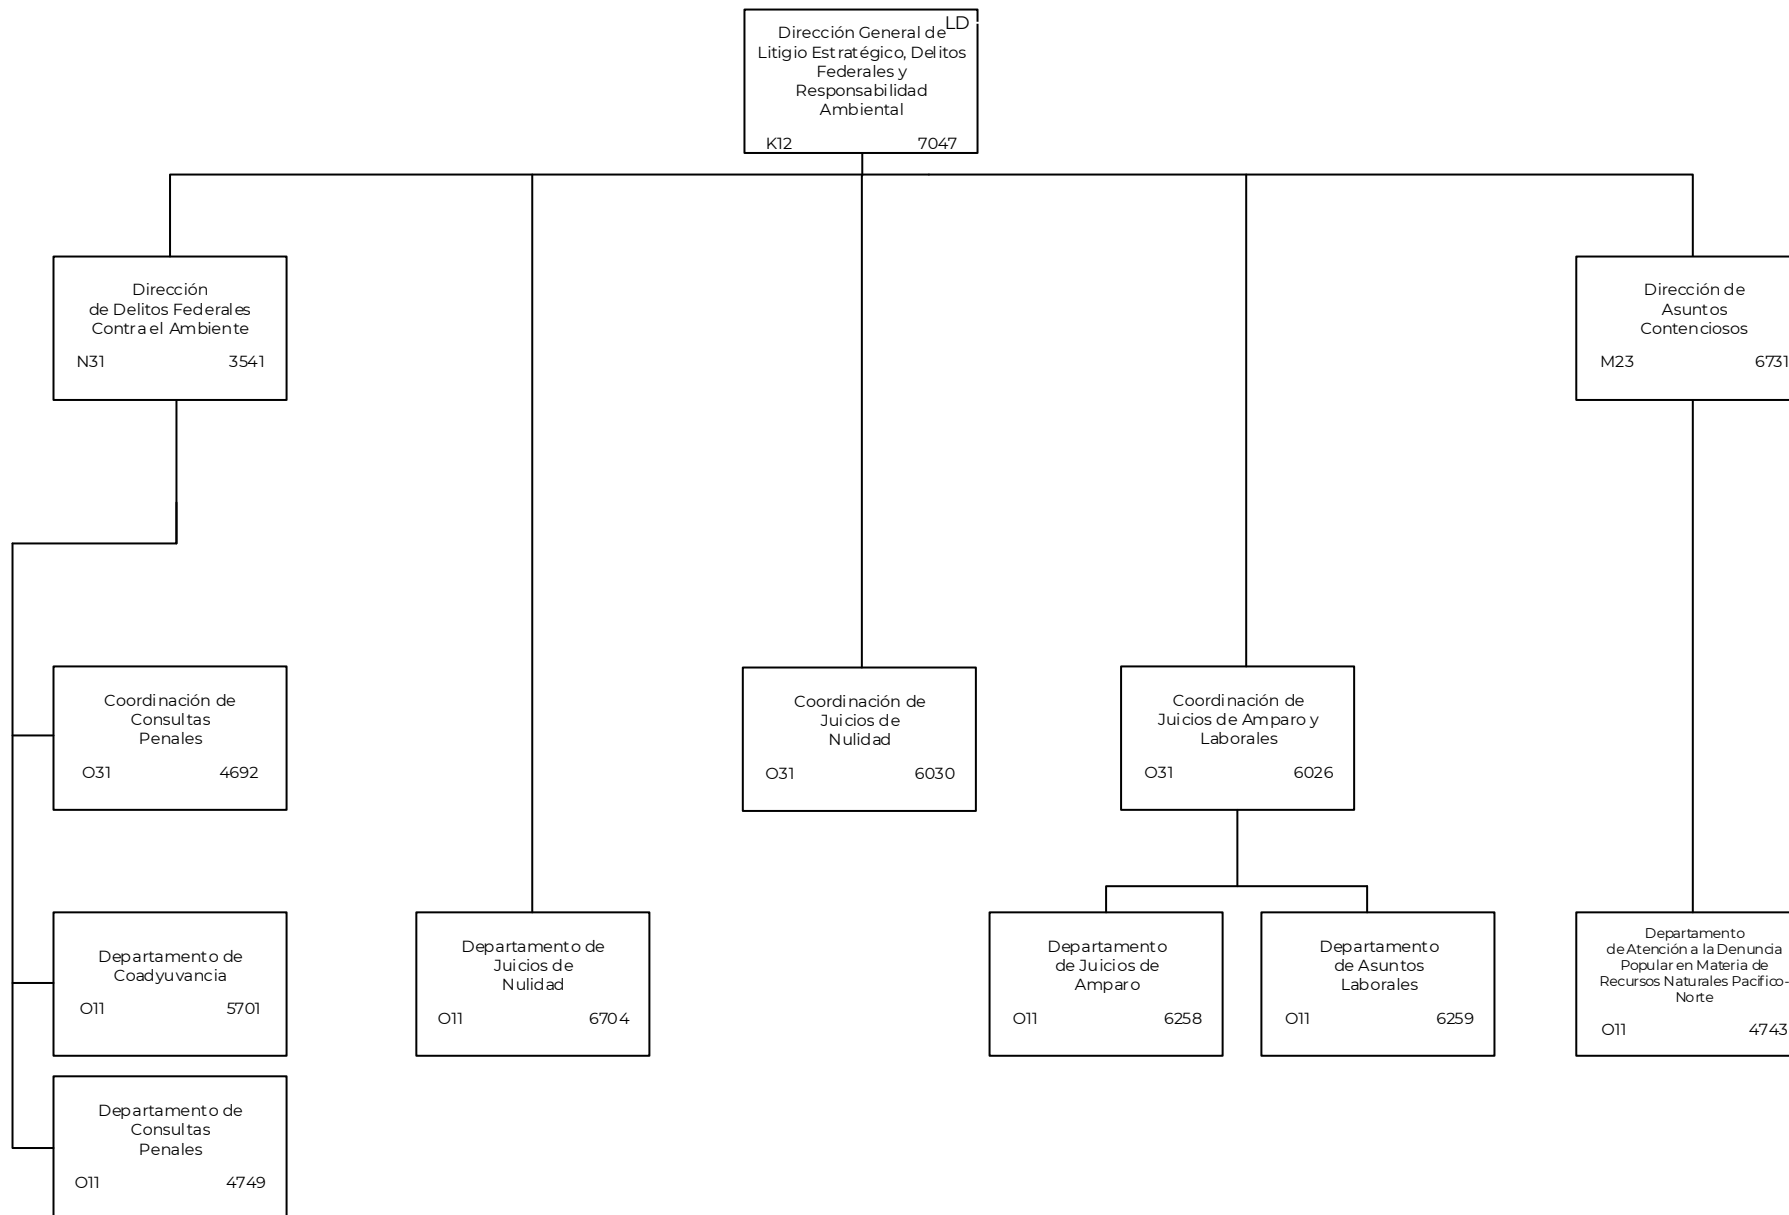 LD
Dirección General de
Litigio Estratégico, Delitos
Federales y
Responsabilidad
Ambiental
K12 7047
Dirección
de Delitos Federales
Contra el Ambiente
N31 3541
Dirección de
Asuntos
Contenciosos
M23 6731
Coordinación de
Consultas
Penales
O31 4692
Coordinación de
Juicios de
Nulidad
O31 6030
Coordinación de
Juicios de Amparo y
Laborales
O31 6026
Departamento de
Coadyuvancia
O11 5701
Departamento de
Juicios de
Nulidad
O11 6704
Departamento
de Juicios de
Amparo
O11 6258
Departamento
de Asuntos
Laborales
O11 6259
Departamento
de Atención a la Denuncia
Popular en Materia de
Recursos Naturales Pacífico-
Norte
O11 4743
Departamento de
Consultas
Penales
O11 4749